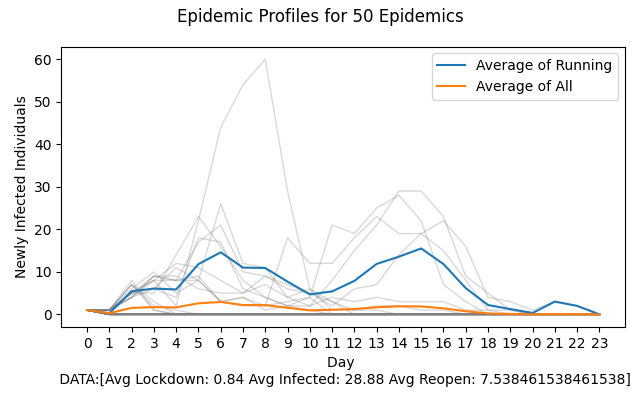 Epidemic Profiles for 50 Epidemics
Average of Running
Average of All
60
50
40
30
20
10
0
Newly Infected Individuals
0 1 2 3 4 5 6 7 8 9 10 11 12 13 14 15 16 17 18 19 20 21 22 23
Day
DATA:[Avg Lockdown: 0.84 Avg Infected: 28.88 Avg Reopen: 7.538461538461538]